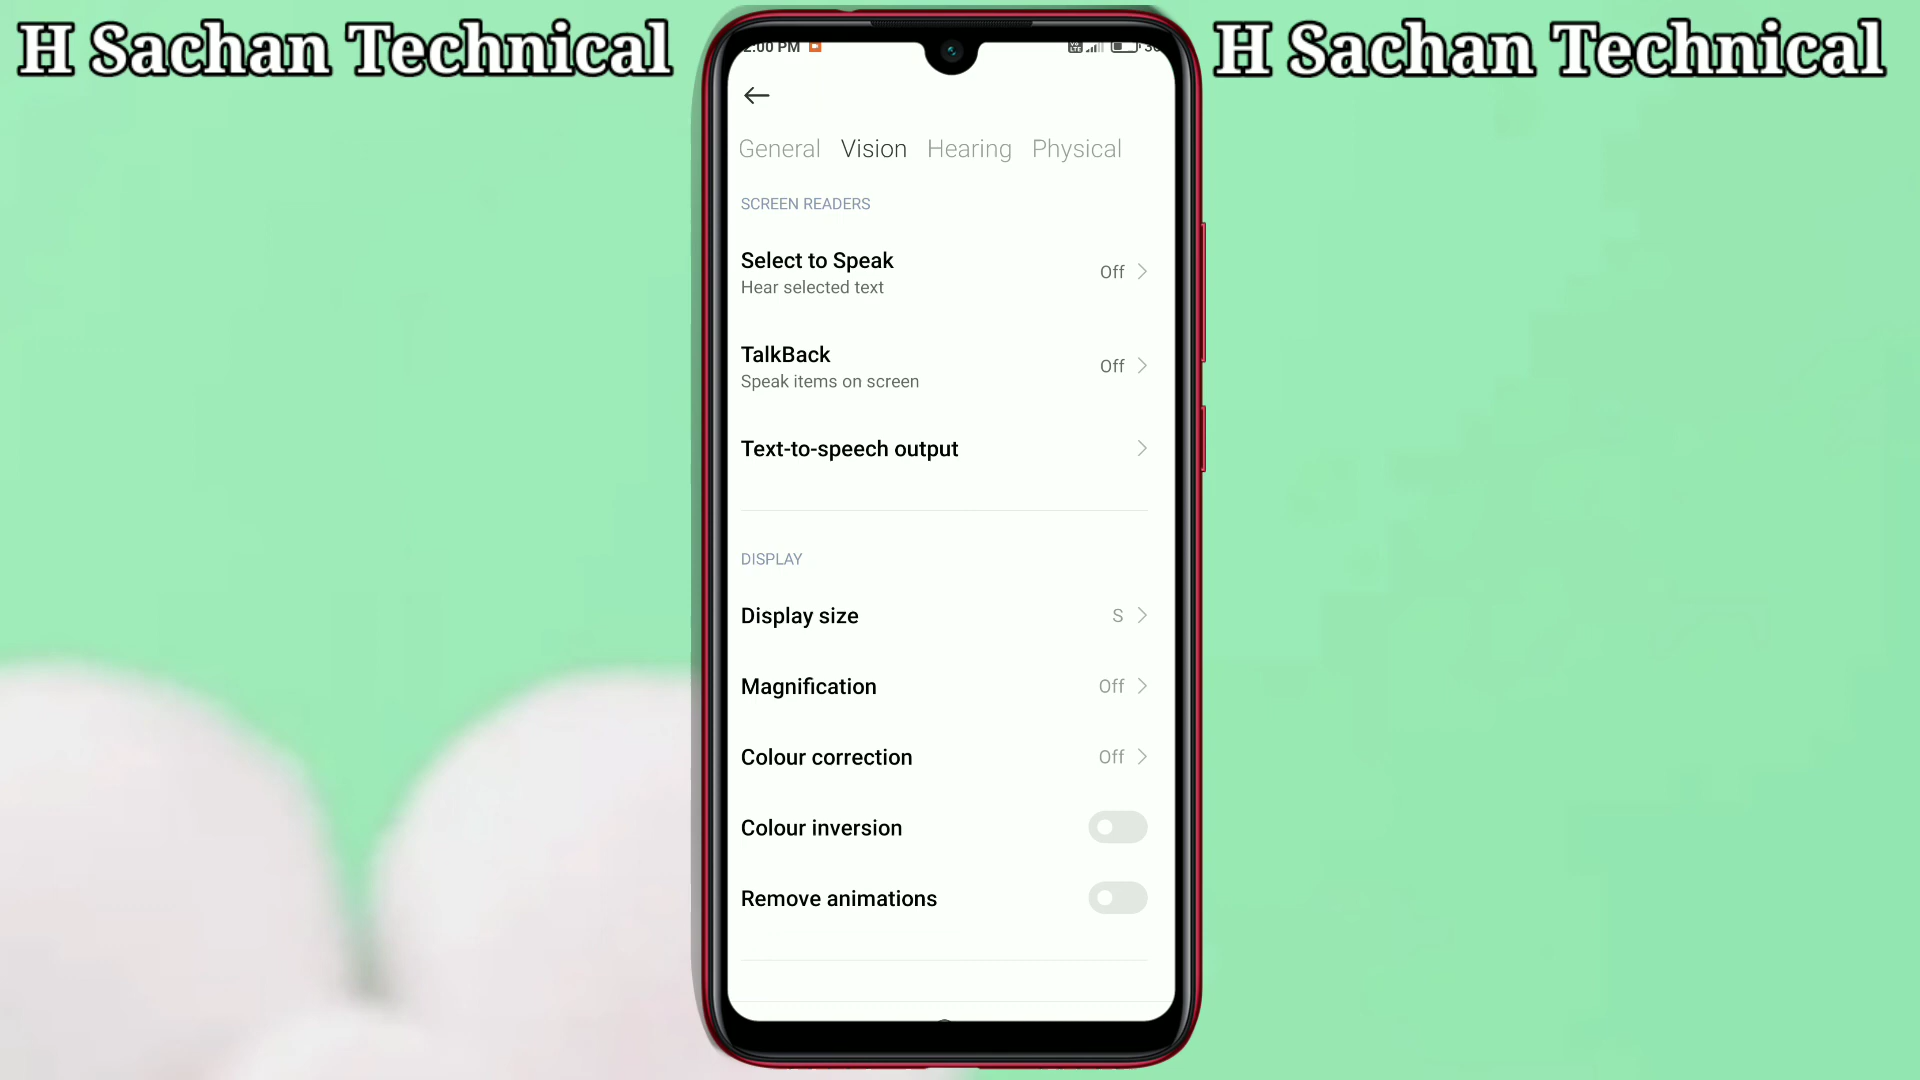 H Sachan Technical
H Sachan Technical
:00 PM
General Vision Hearing Physical
SCREEN READERS
Select to Speak
Off
Hear selected text
TalkBack
Off
Speak items on screen
Text-to-speech output
DISPLAY
Display size
S
Magnification
Off
Colour correction
Off
Colour inversion
Remove animations